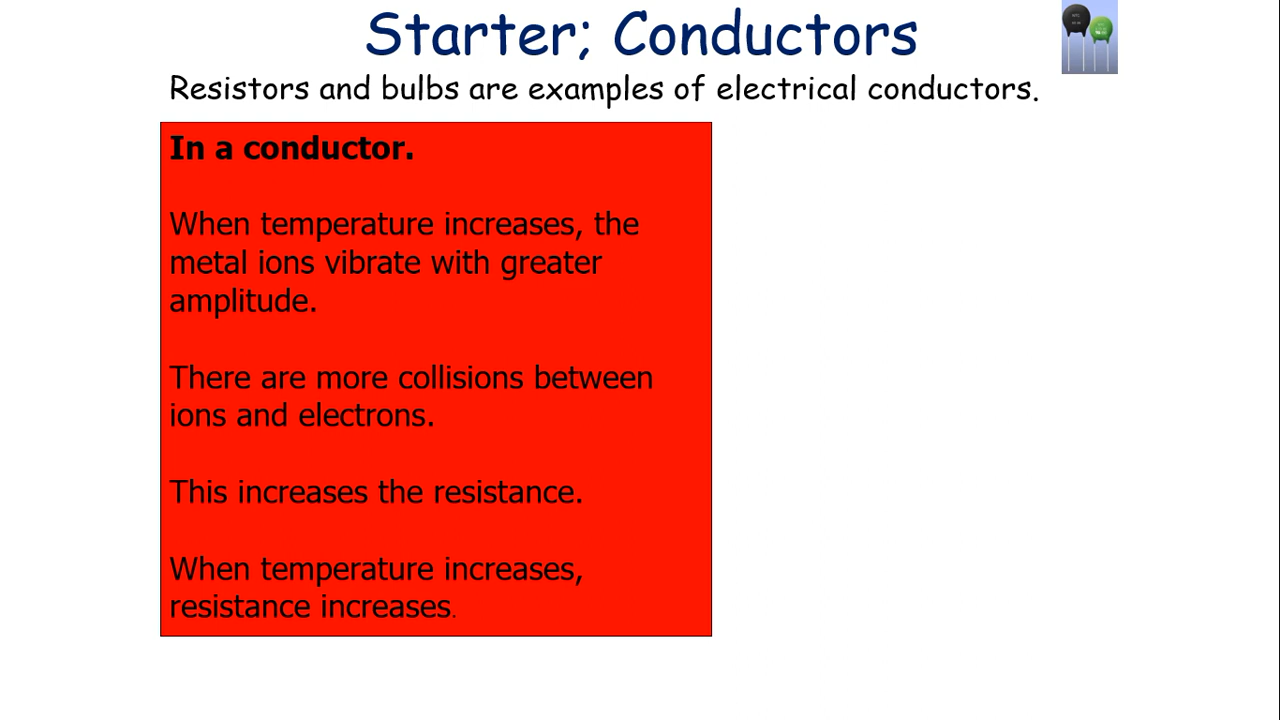 Starter; Conductors
Resistors and bulbs are examples of electrical conductors.
In a conductor.
When temperature increases, the
metal ions vibrate with greater
amplitude.
There are more collisions between
ions and electrons.
This increases the resistance.
When temperature increases,
resistance increases.